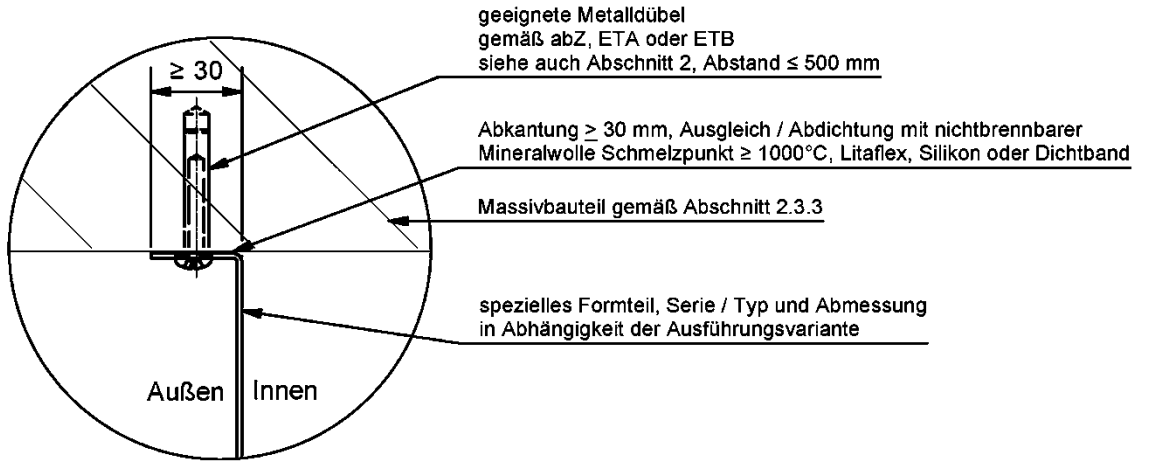 geeignete Metalldübel
gemäß abZ, ETA oder ETB
siehe auch Abschnitt 2, Abstand ≤ 500 mm
≥ 30
Abkantung ≥ 30 mm, Ausgleich / Abdichtung mit nichtbrennbarer
Mineralwolle Schmelzpunkt ≥ 1000°C, Litaflex, Silikon oder Dichtband
Massivbauteil gemäß Abschnitt 2.3.3
spezielles Formteil, Serie / Typ und Abmessung
in Abhängigkeit der Ausführungsvariante
Außen Innen